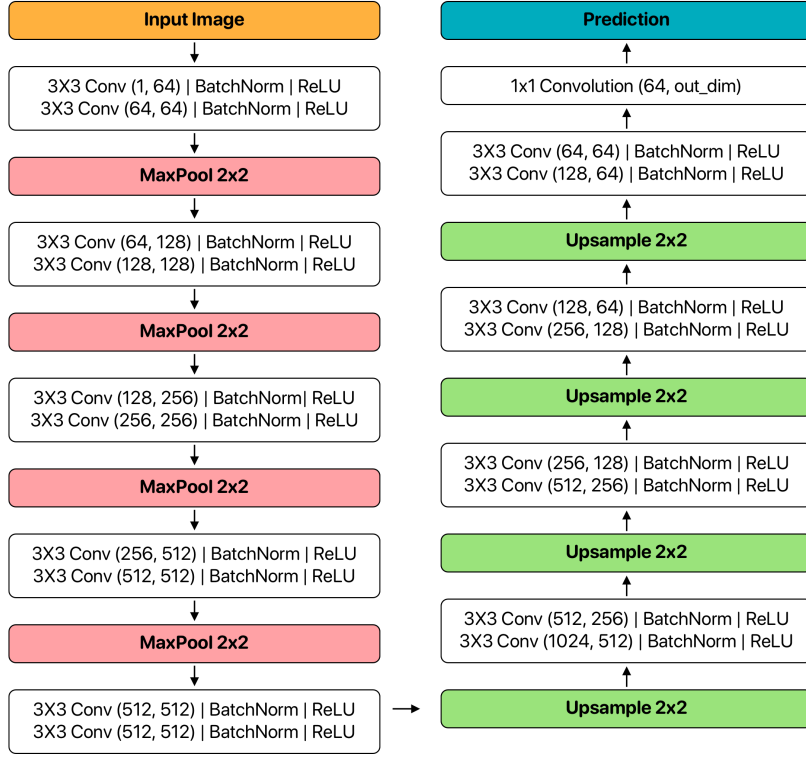 Input Image
3X3 Conv (1, 64) | BatchNorm | ReLU
3X3 Conv (64, 64) | BatchNorm | ReLU
MaxPool 2x2
3X3 Conv (64, 128) | BatchNorm | ReLU
3X3 Conv (128, 128) | BatchNorm | ReLU
MaxPool 2x2
3X3 Conv (128, 256) | BatchNorm| ReLU
3X3 Conv (256, 256) | BatchNorm | ReLU
MaxPool 2x2
3X3 Conv (256, 512) | BatchNorm | ReLU
3X3 Conv (512, 512) | BatchNorm | ReLU
MaxPool 2x2
3X3 Conv (512, 512) | BatchNorm | ReLU
3X3 Conv (512, 512) | BatchNorm | ReLU
Prediction
1x1 Convolution (64, out_dim)
3X3 Conv (64, 64) | BatchNorm | ReLU
3X3 Conv (128, 64) | BatchNorm | ReLU
Upsample 2x2
3X3 Conv (128, 64) | BatchNorm | ReLU
3X3 Conv (256, 128) | BatchNorm | ReLU
Upsample 2x2
3X3 Conv (256, 128) | BatchNorm | ReLU
3X3 Conv (512, 256) | BatchNorm | ReLU
Upsample 2x2
3X3 Conv (512, 256) | BatchNorm | ReLU
3X3 Conv (1024, 512) | BatchNorm | ReLU
Upsample 2x2